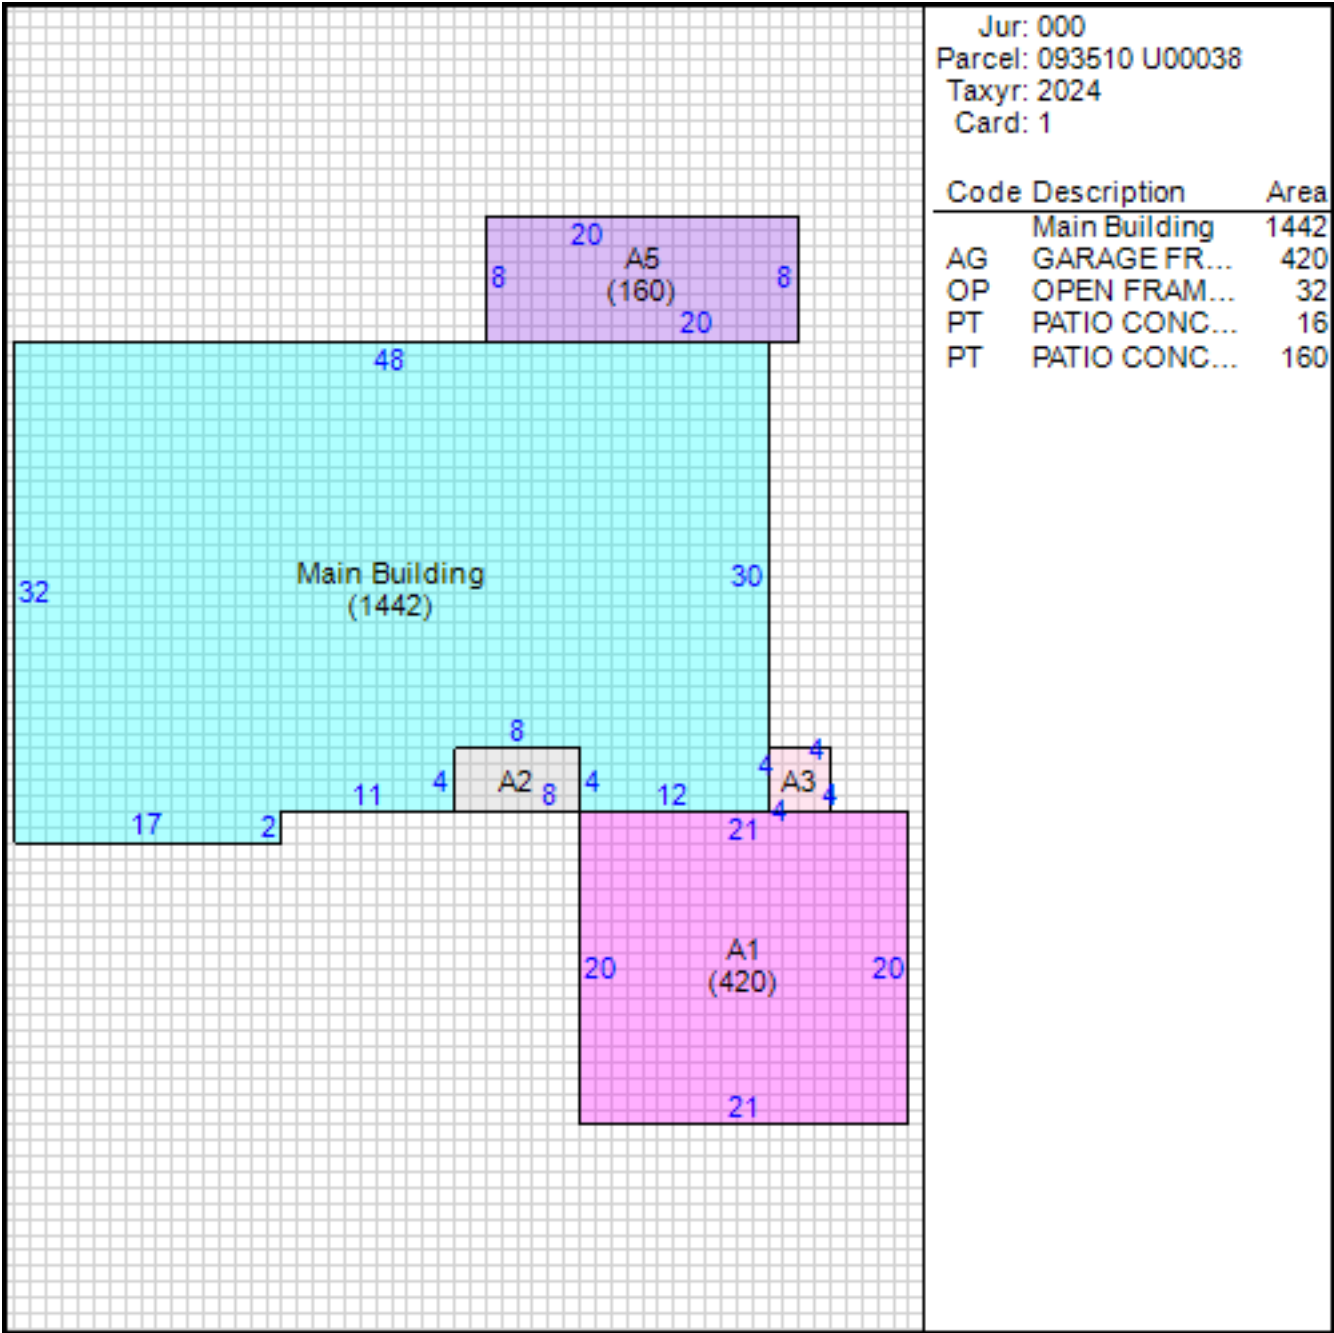 Jur: 000
Parcel: 093510 U00038
Taxyr: 2024
Card: 1
Code Description Area
Main Building 1442
AG GARAGE FR... 420
OP OPEN FRAM... 32
PT PATIO CONC... 16
PT PATIO CONC... 160
20
A5
8 (160) 8
20
48
Main Building
32 (1442) 30
8
4 A2 8 4
11
12
4 4 A3 4 4
17 2
21
A1
20 (420) 20
21